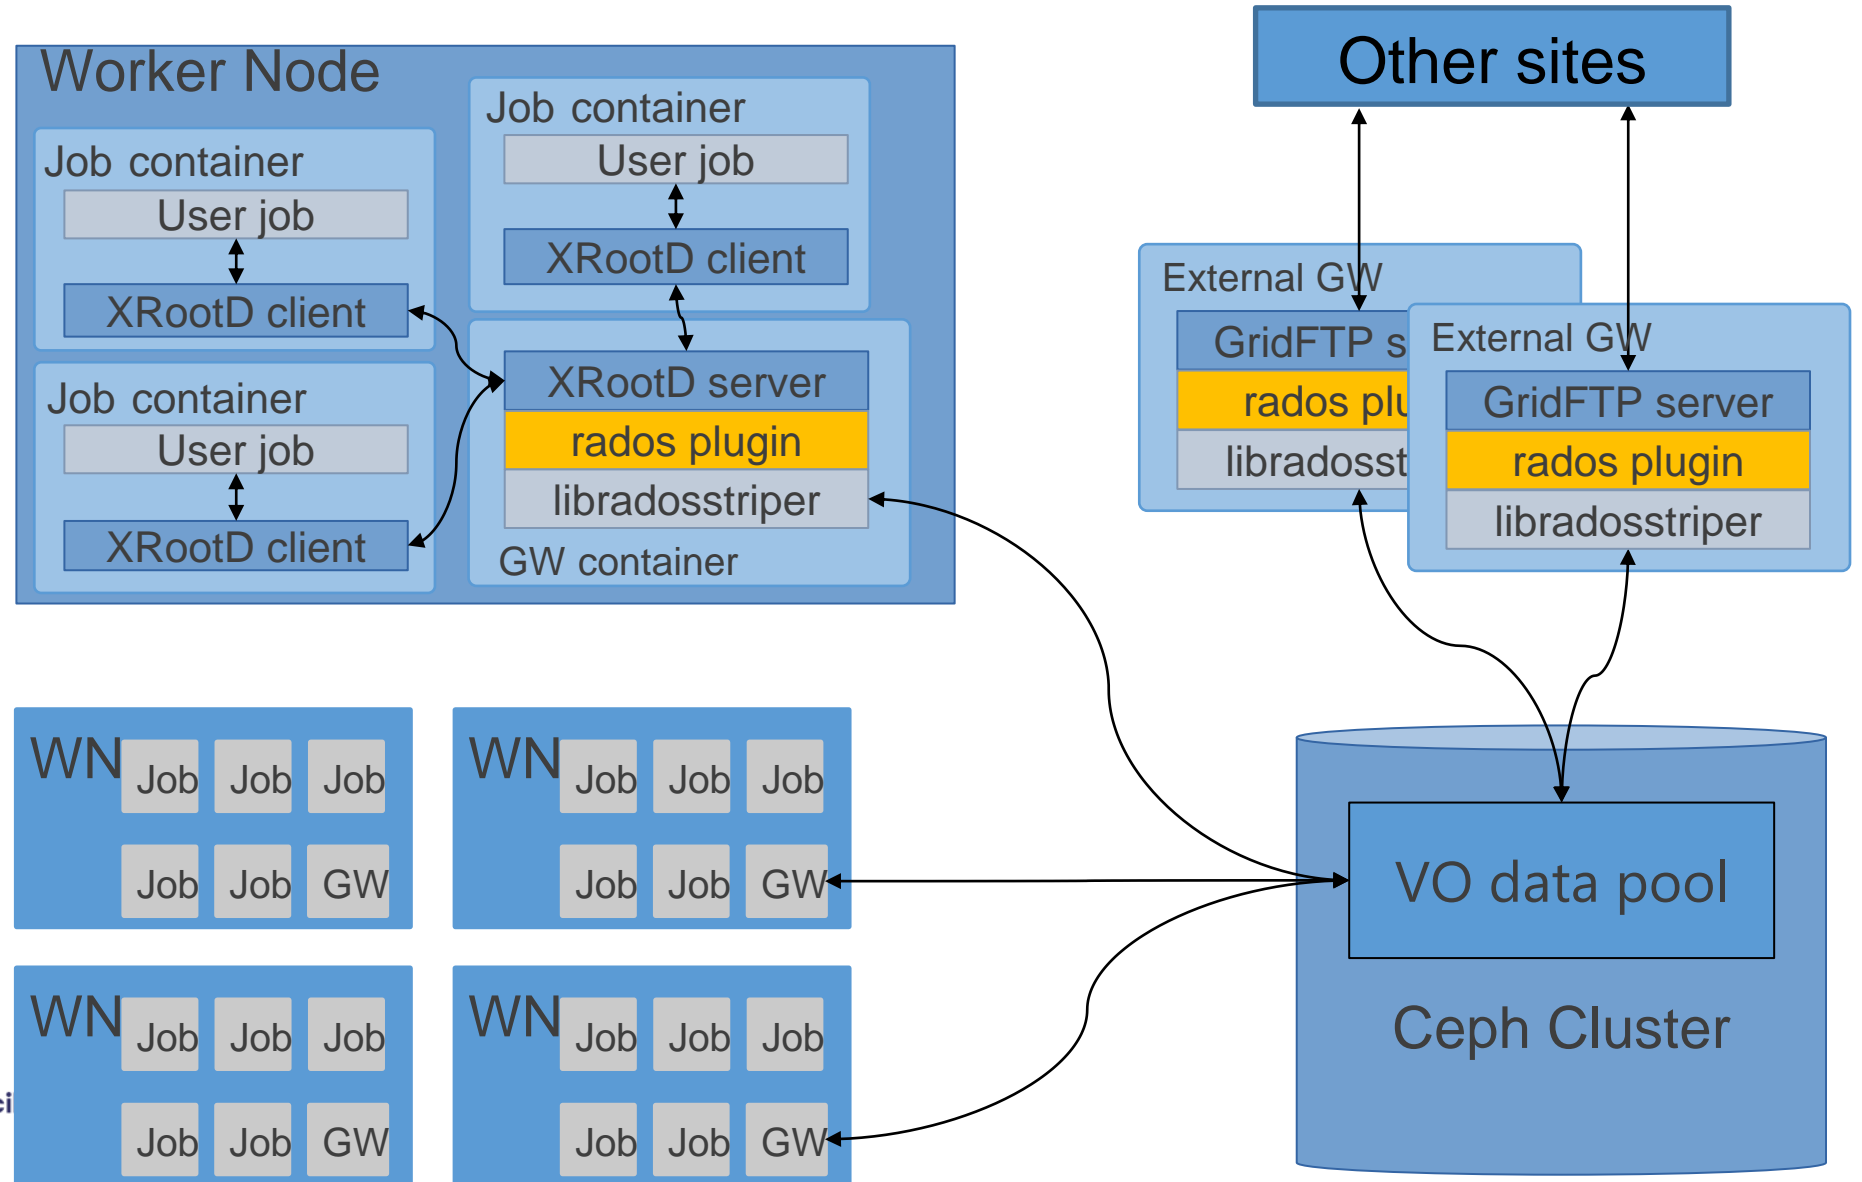 Worker Node
Job container
User job
XRootD client
Job container
User job
XRootD client
Job container
User job
XRootD client
XRootD server
rados plugin
libradosstriper
GW container
Other sites
External GW
GridFTP s
rados plu
libradosst
External GW
GridFTP server
rados plugin
libradosstriper
WN
Job Job Job
Job Job GW
WN
Job Job Job
Job Job GW
WN
Job Job Job
Job Job GW
WN
Job Job Job
Job Job GW
VO data pool
Ceph Cluster